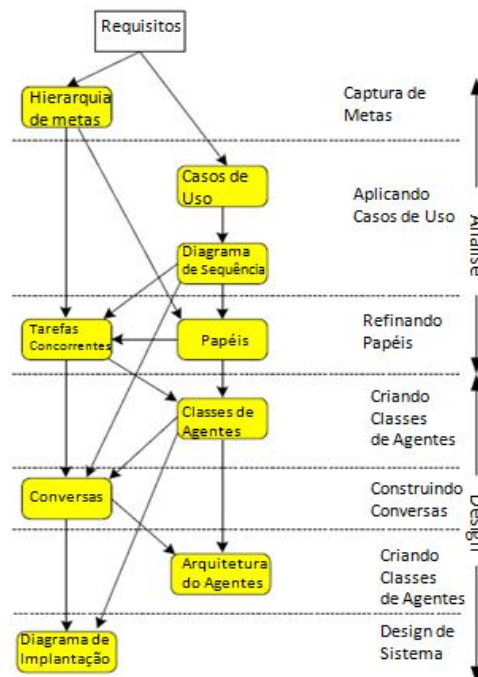 Requisitos
Hierarquia
de metas
Captura de
Metas
Casos de
Uso
Aplicando
Casos de Uso
Análise
Diagrama
de Sequência
Tarefas
Concorrentes
Papéis
Refinando
Papéis
Classes de
Agentes
Criando
Classes
de Agentes
Conversas
Construindo
Conversas
Design
Arquitetura
do Agentes
Criando
Classes
de Agentes
Diagrama de
Implantação
Design de
Sistema